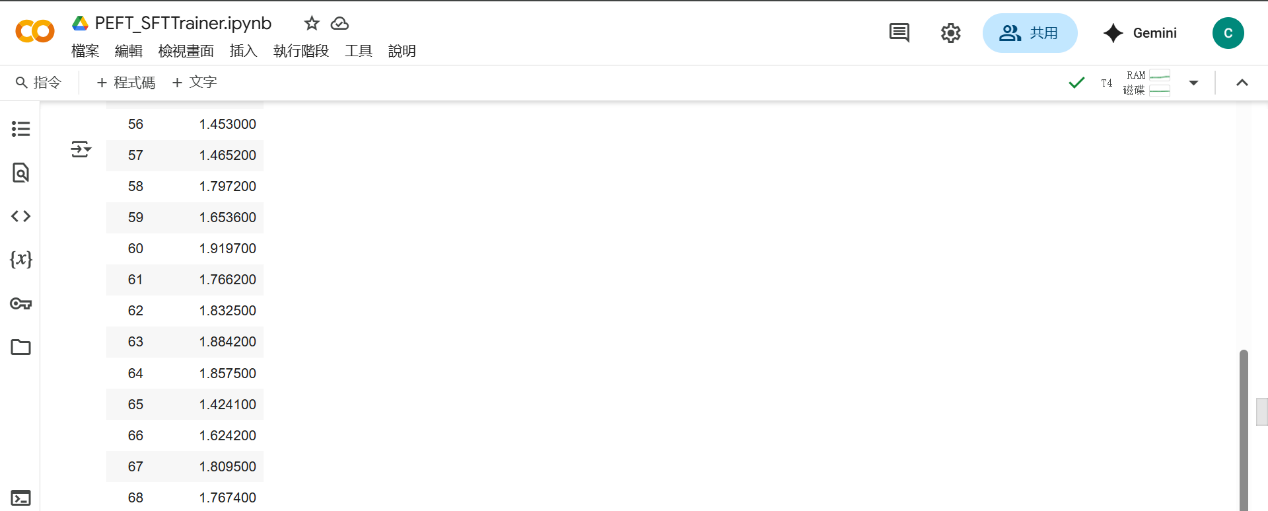 PEFT_SFTTrainer.ipynb
檔案 編輯 檢視畫面 插入 執行階段 工具 說明
共用
Gemini
C
指令 + 程式碼 + 文字
T4
RAM
磁碟
56 1.453000
57 1.465200
58 1.797200
59 1.653600
60 1.919700
61 1.766200
62 1.832500
63 1.884200
64 1.857500
65 1.424100
66 1.624200
67 1.809500
68 1.767400
{x}